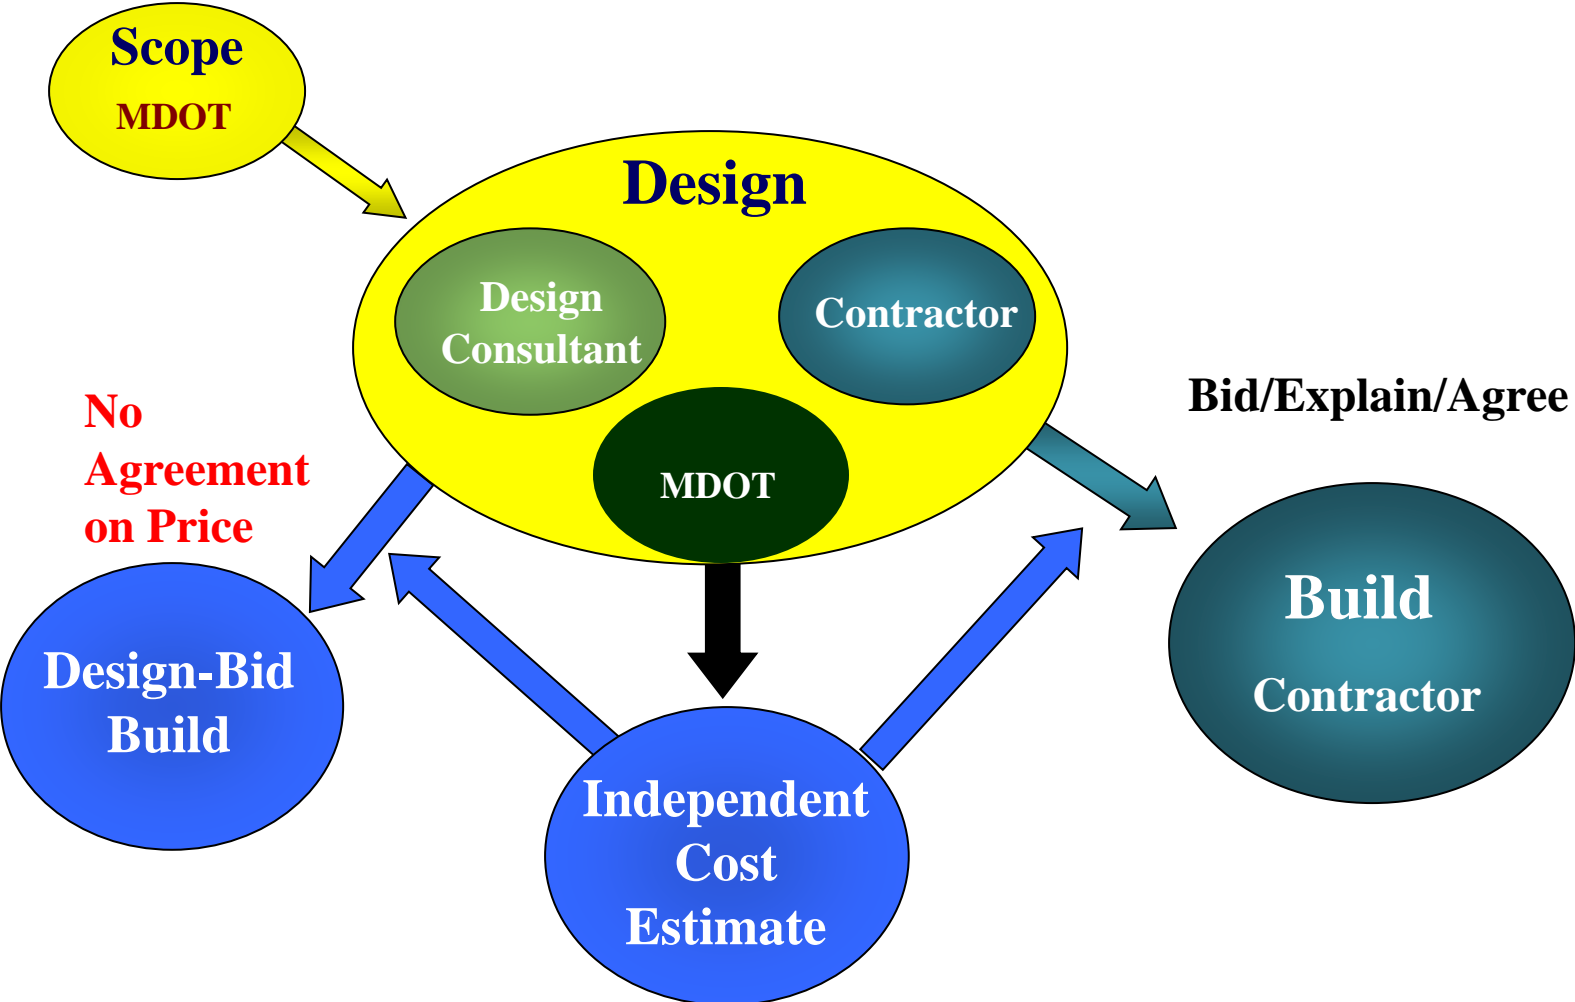 Scope
MDOT
Design
Design
Consultant
Contractor
MDOT
No
Agreement
on Price
Bid/Explain/Agree
Design-Bid
Build
Independent
Cost
Estimate
Build
Contractor